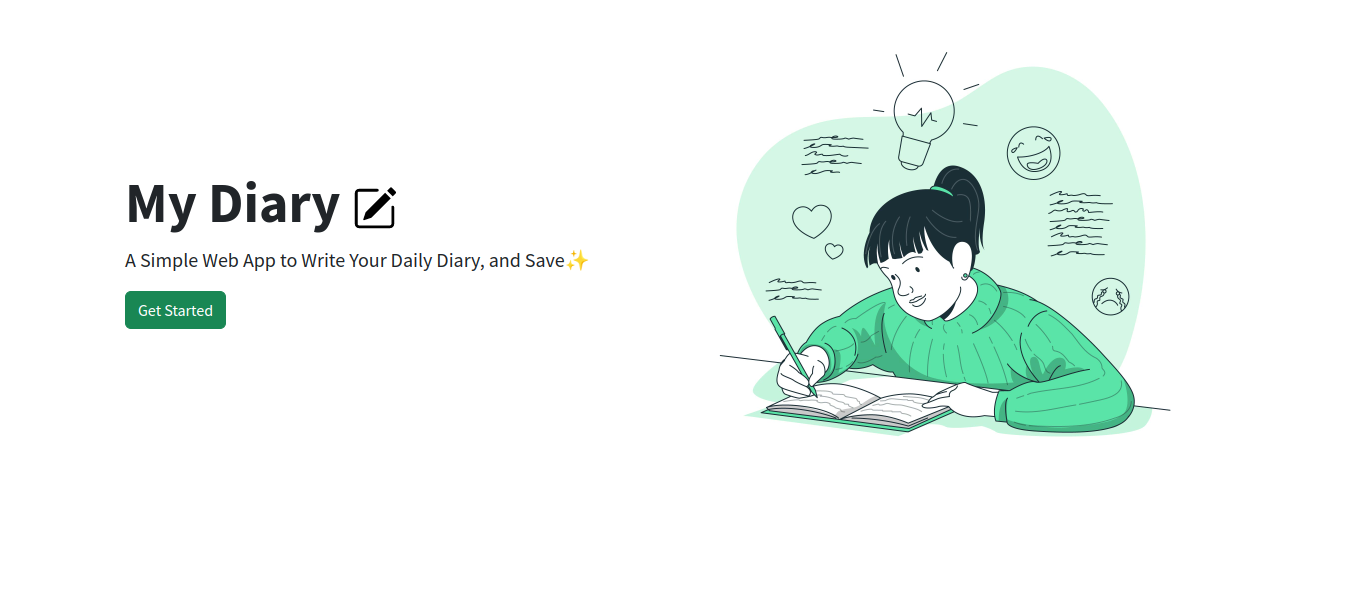 My Diary
A Simple Web App to Write Your Daily Diary, and Save✨
Get Started